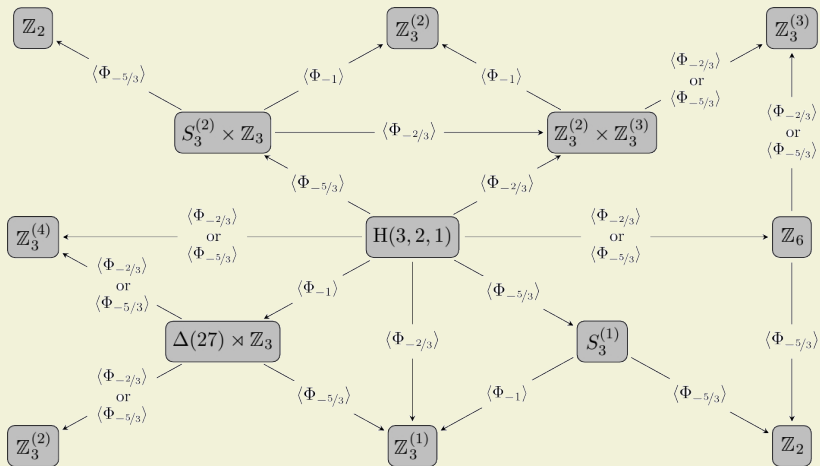 ℤ₂
ℤ₃⁽²⁾
ℤ₃⁽³⁾
⟨Φ₋₅/₃⟩
⟨Φ₋₁⟩
⟨Φ₋₁⟩
⟨Φ₋₂/₃⟩
or
⟨Φ₋₅/₃⟩
⟨Φ₋₂/₃⟩
or
⟨Φ₋₅/₃⟩
S₃⁽²⁾ × ℤ₃
⟨Φ₋₂/₃⟩
ℤ₃⁽²⁾ × ℤ₃⁽³⁾
⟨Φ₋₅/₃⟩
⟨Φ₋₂/₃⟩
ℤ₃⁽⁴⁾
⟨Φ₋₂/₃⟩
or
⟨Φ₋₅/₃⟩
H(3, 2, 1)
⟨Φ₋₂/₃⟩
or
⟨Φ₋₅/₃⟩
ℤ₆
⟨Φ₋₂/₃⟩
or
⟨Φ₋₅/₃⟩
⟨Φ₋₁⟩
⟨Φ₋₅/₃⟩
Δ(27) ⋊ ℤ₃
⟨Φ₋₂/₃⟩
S₃⁽¹⁾
⟨Φ₋₅/₃⟩
⟨Φ₋₂/₃⟩
or
⟨Φ₋₅/₃⟩
⟨Φ₋₅/₃⟩
⟨Φ₋₁⟩
⟨Φ₋₅/₃⟩
ℤ₃⁽²⁾
ℤ₃⁽¹⁾
ℤ₂